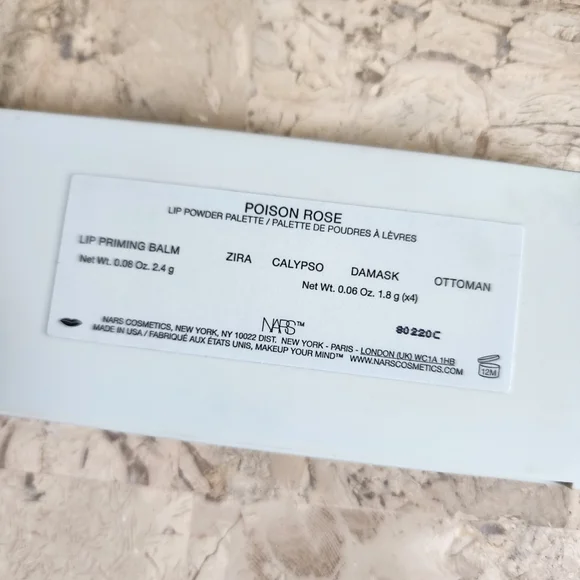 POISON ROSE
LIP POWDER PALETTE / PALETTE DE POUDRES À LÈVRES
LIP PRIMING BALM ZIRA CALYPSO DAMASK OTTOMAN
Net Wt. 0.08 Oz. 2.4 g Net Wt. 0.06 Oz. 1.8 g (x4)
NARS™ 80220C
NARS COSMETICS, NEW YORK, NY 10022 DIST. NEW YORK - PARIS - LONDON (UK) WC1A 1HB
MADE IN USA / FABRIQUÉ AUX ÉTATS UNIS, MAKEUP YOUR MIND™ WWW.NARSCOSMETICS.COM
12M